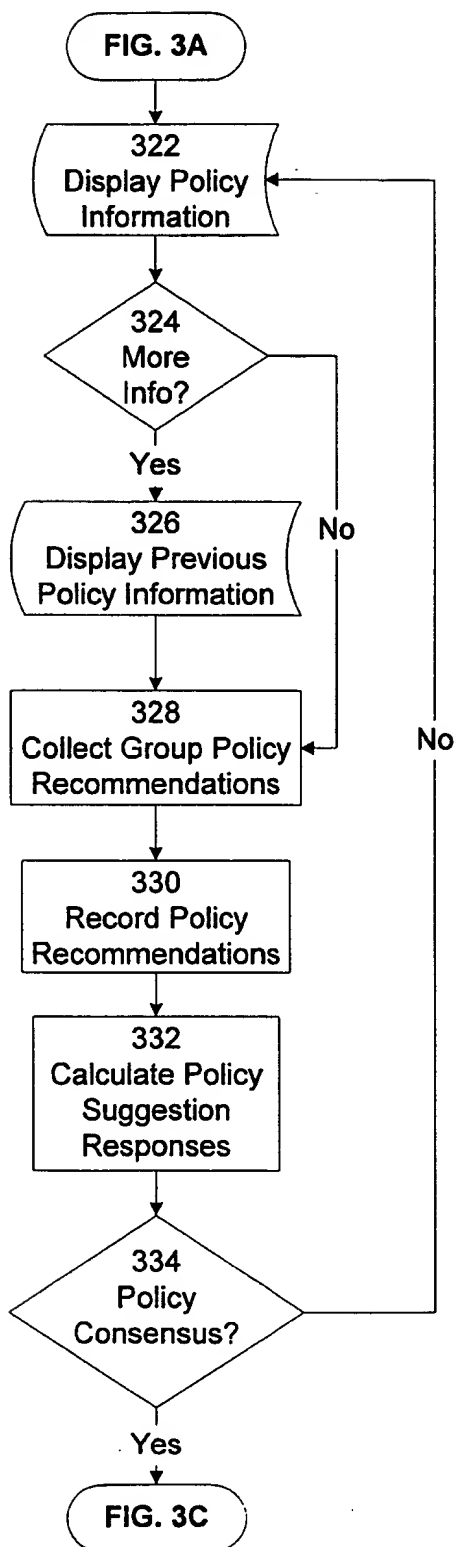 FIG. 3A
322
Display Policy
Information
324
More
Info?
Yes
No
326
Display Previous
Policy Information
328
Collect Group Policy
Recommendations
No
330
Record Policy
Recommendations
332
Calculate Policy
Suggestion
Responses
334
Policy
Consensus?
Yes
FIG. 3C